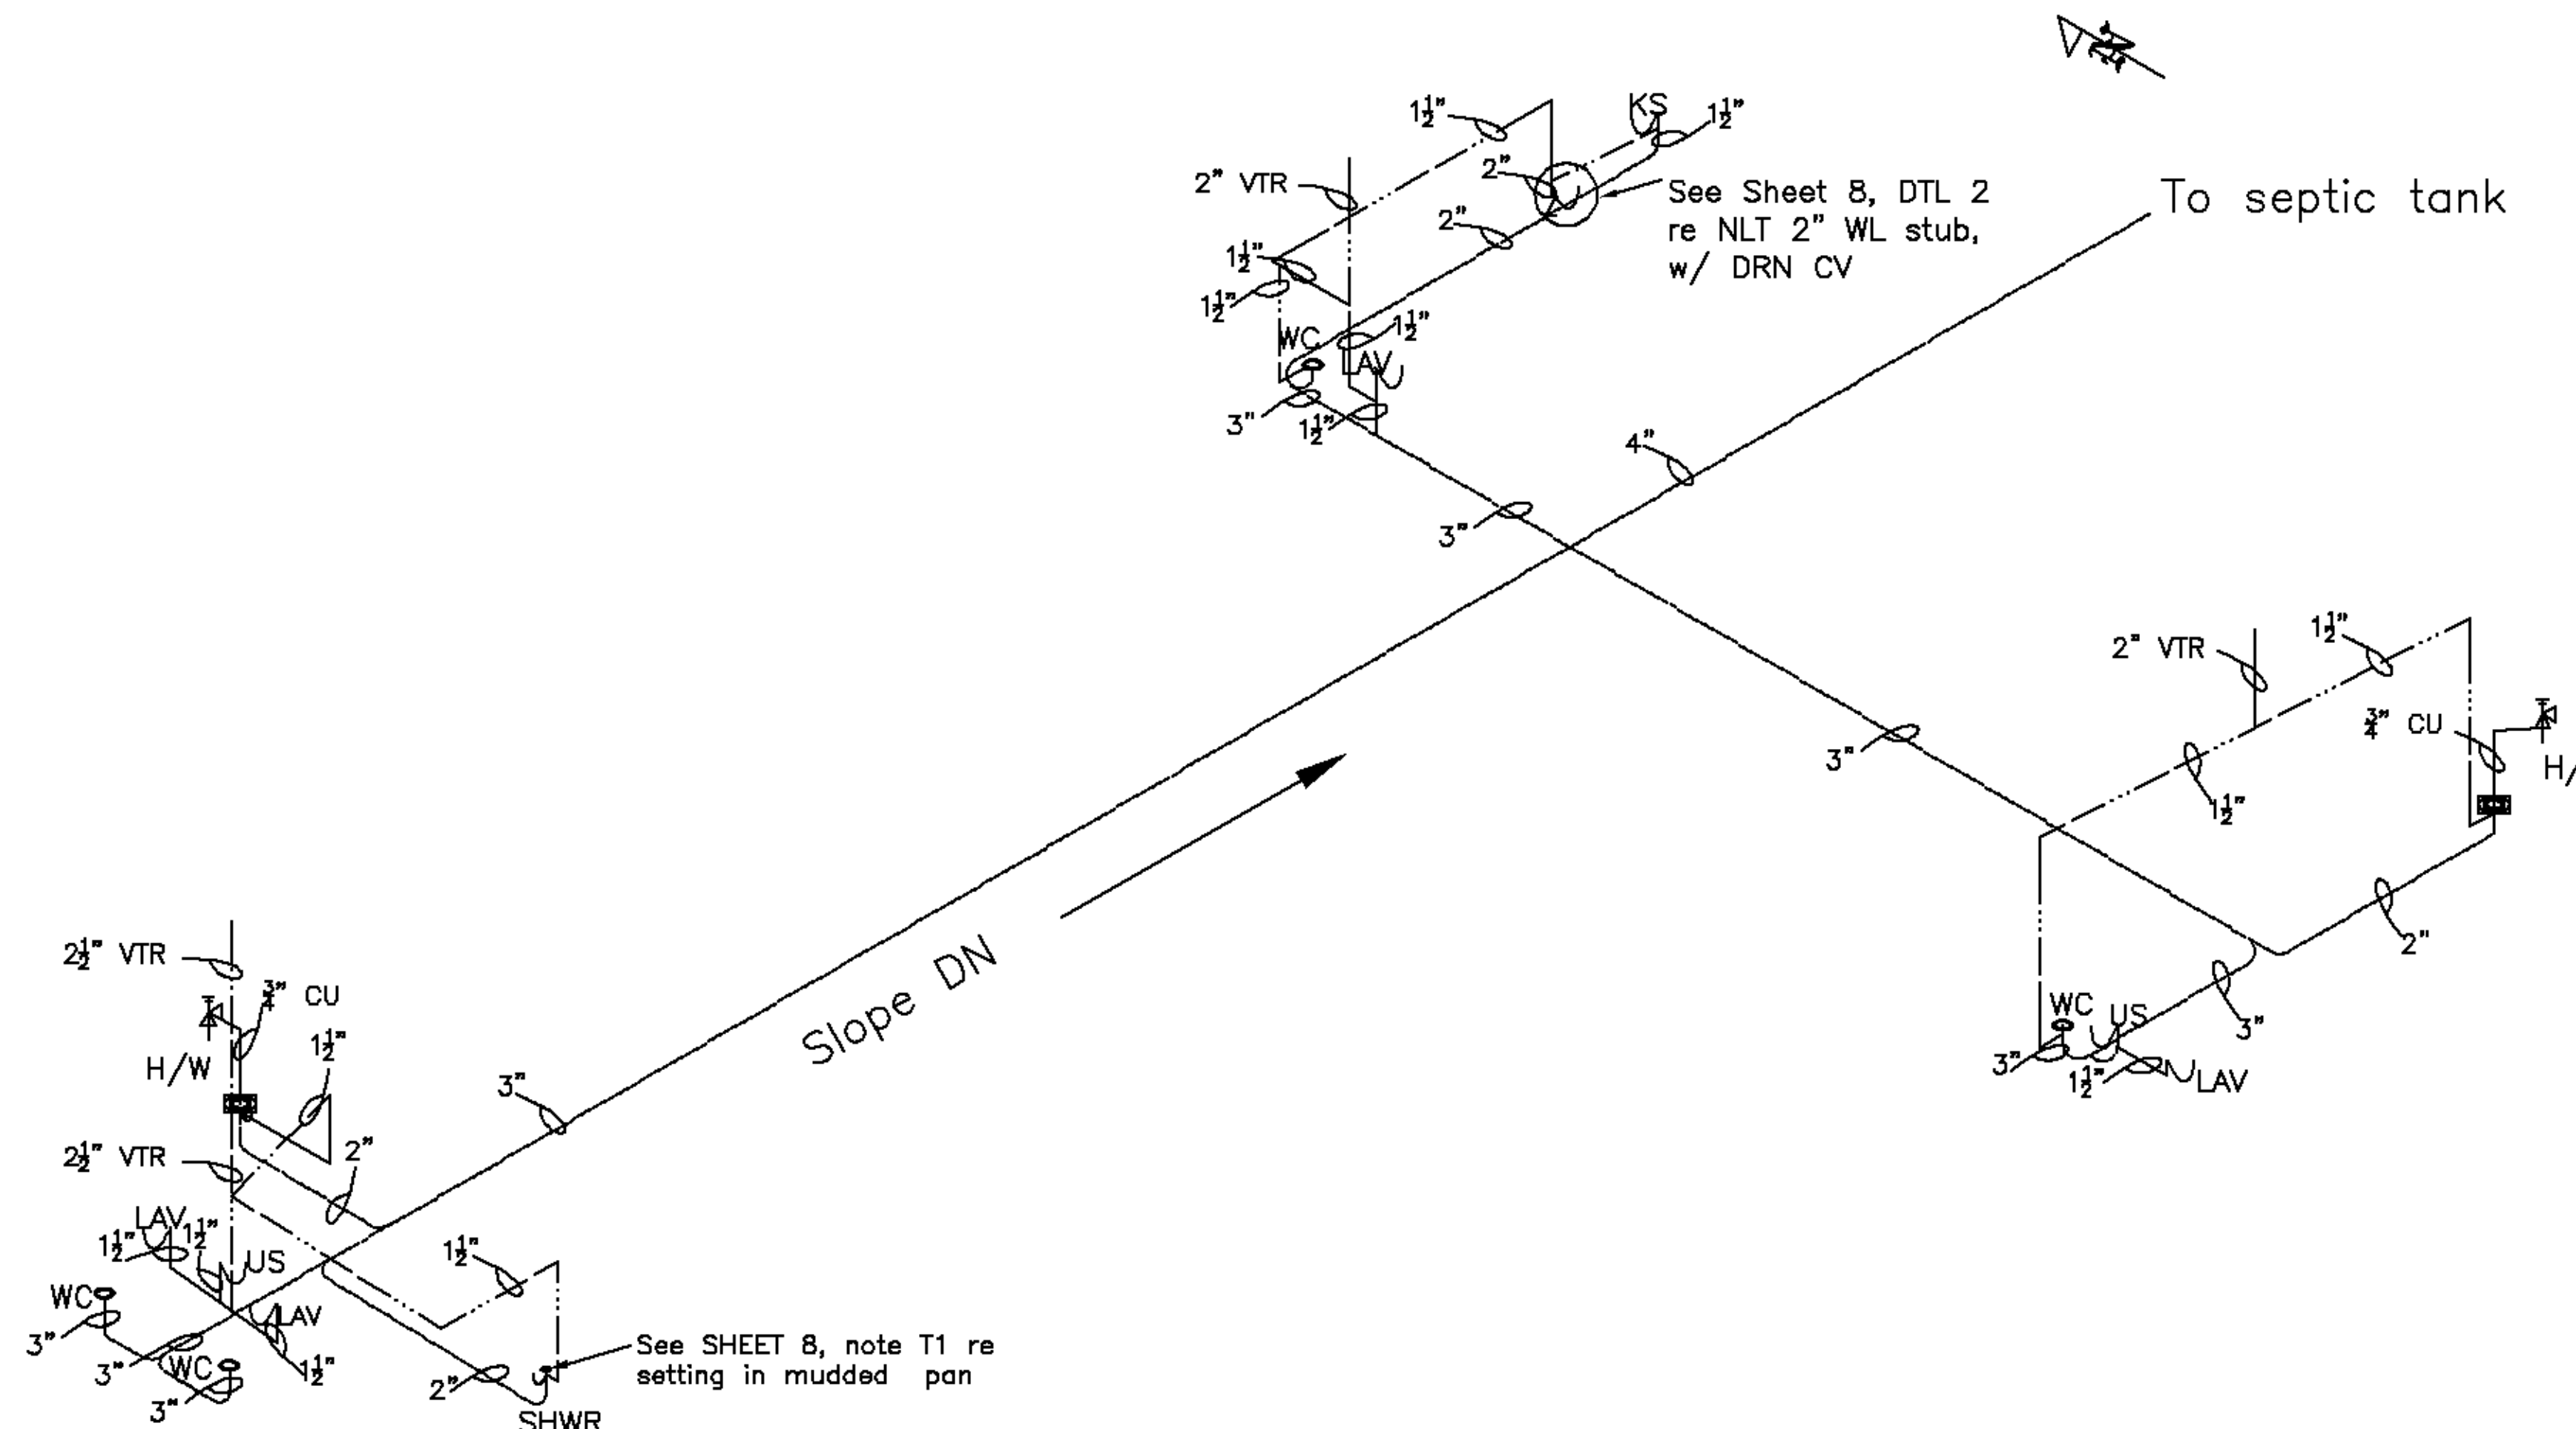 N
1½"
KS
1½"
2" VTR
2"
See Sheet 8, DTL 2
re NLT 2" WL stub,
w/ DRN CV
To septic tank
2"
1½"
1½"
WC
1½"
LAV
3"
1½"
4"
3"
2" VTR
1½"
¾" CU
3"
H/
1½"
2"
WC
US
3"
3"
1½"
LAV
Slope DN
2½" VTR
¾" CU
1½"
H/W
3"
2½" VTR
2"
LAV
1½"
1½"
US
1½"
WC
LAV
3"
3"
WC
1½"
3"
2"
See SHEET 8, note T1 re
setting in mudded pan
SHWR